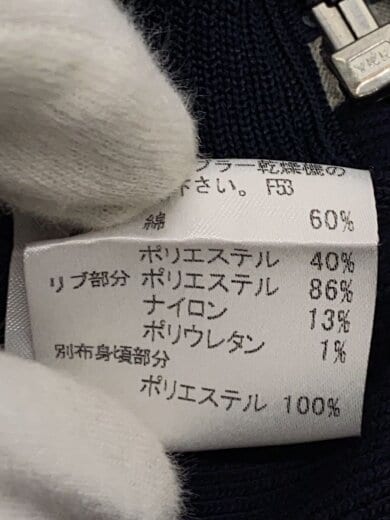 ブラー乾燥機の
下さい。 F53
綿 60%
ポリエステル 40%
リブ部分 ポリエステル 86%
ナイロン 13%
ポリウレタン 1%
別布身頃部分
ポリエステル 100%